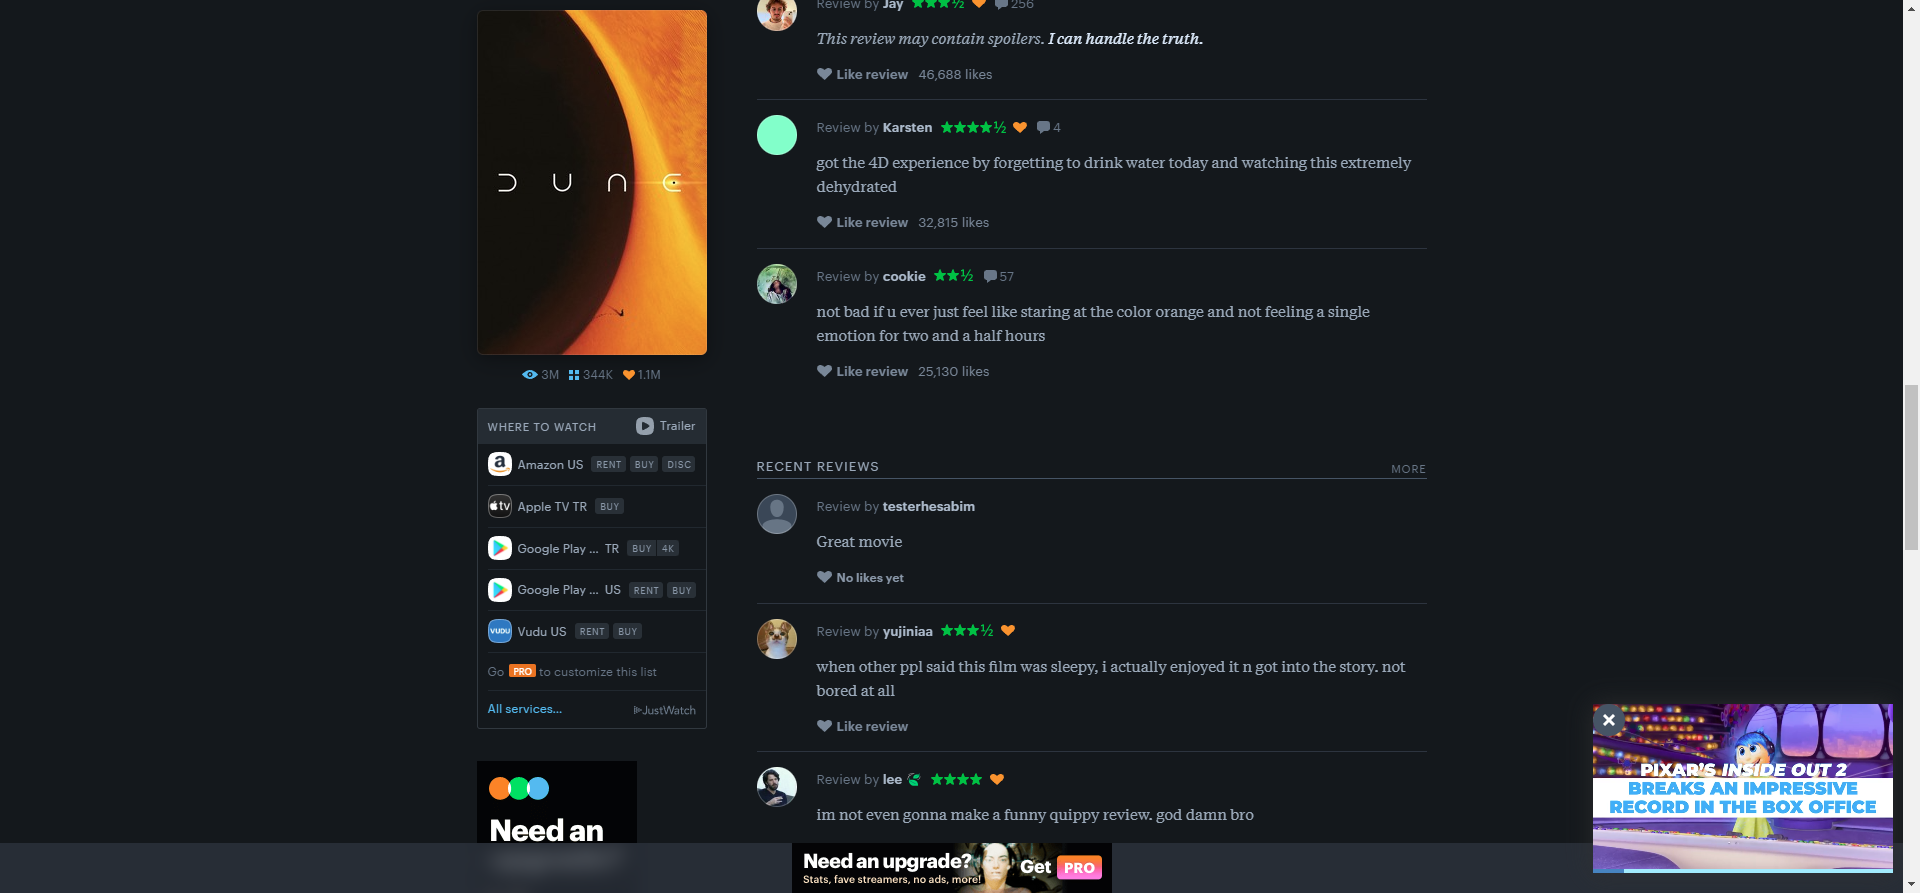 DUNE
3M 344K 1.1M
WHERE TO WATCH Trailer
Amazon US RENT BUY DISC
tv Apple TV TR BUY
Google Play ... TR BUY 4K
Google Play ... US RENT BUY
VUDU Vudu US RENT BUY
Go PRO to customize this list
All services... JustWatch
Need an
Review by Jay ★★★½ 256
This review may contain spoilers. I can handle the truth.
Like review 46,688 likes
Review by Karsten ★★★★½ 4
got the 4D experience by forgetting to drink water today and watching this extremely
dehydrated
Like review 32,815 likes
Review by cookie ★★½ 57
not bad if u ever just feel like staring at the color orange and not feeling a single
emotion for two and a half hours
Like review 25,130 likes
RECENT REVIEWS MORE
Review by testerhesabim
Great movie
No likes yet
Review by yujiniaa ★★★½
when other ppl said this film was sleepy, i actually enjoyed it n got into the story. not
bored at all
Like review
Review by lee ★★★★
im not even gonna make a funny quippy review. god damn bro
PIXAR'S INSIDE OUT 2
BREAKS AN IMPRESSIVE
RECORD IN THE BOX OFFICE
Need an upgrade? Get PRO
Stats, fave streamers, no ads, more!